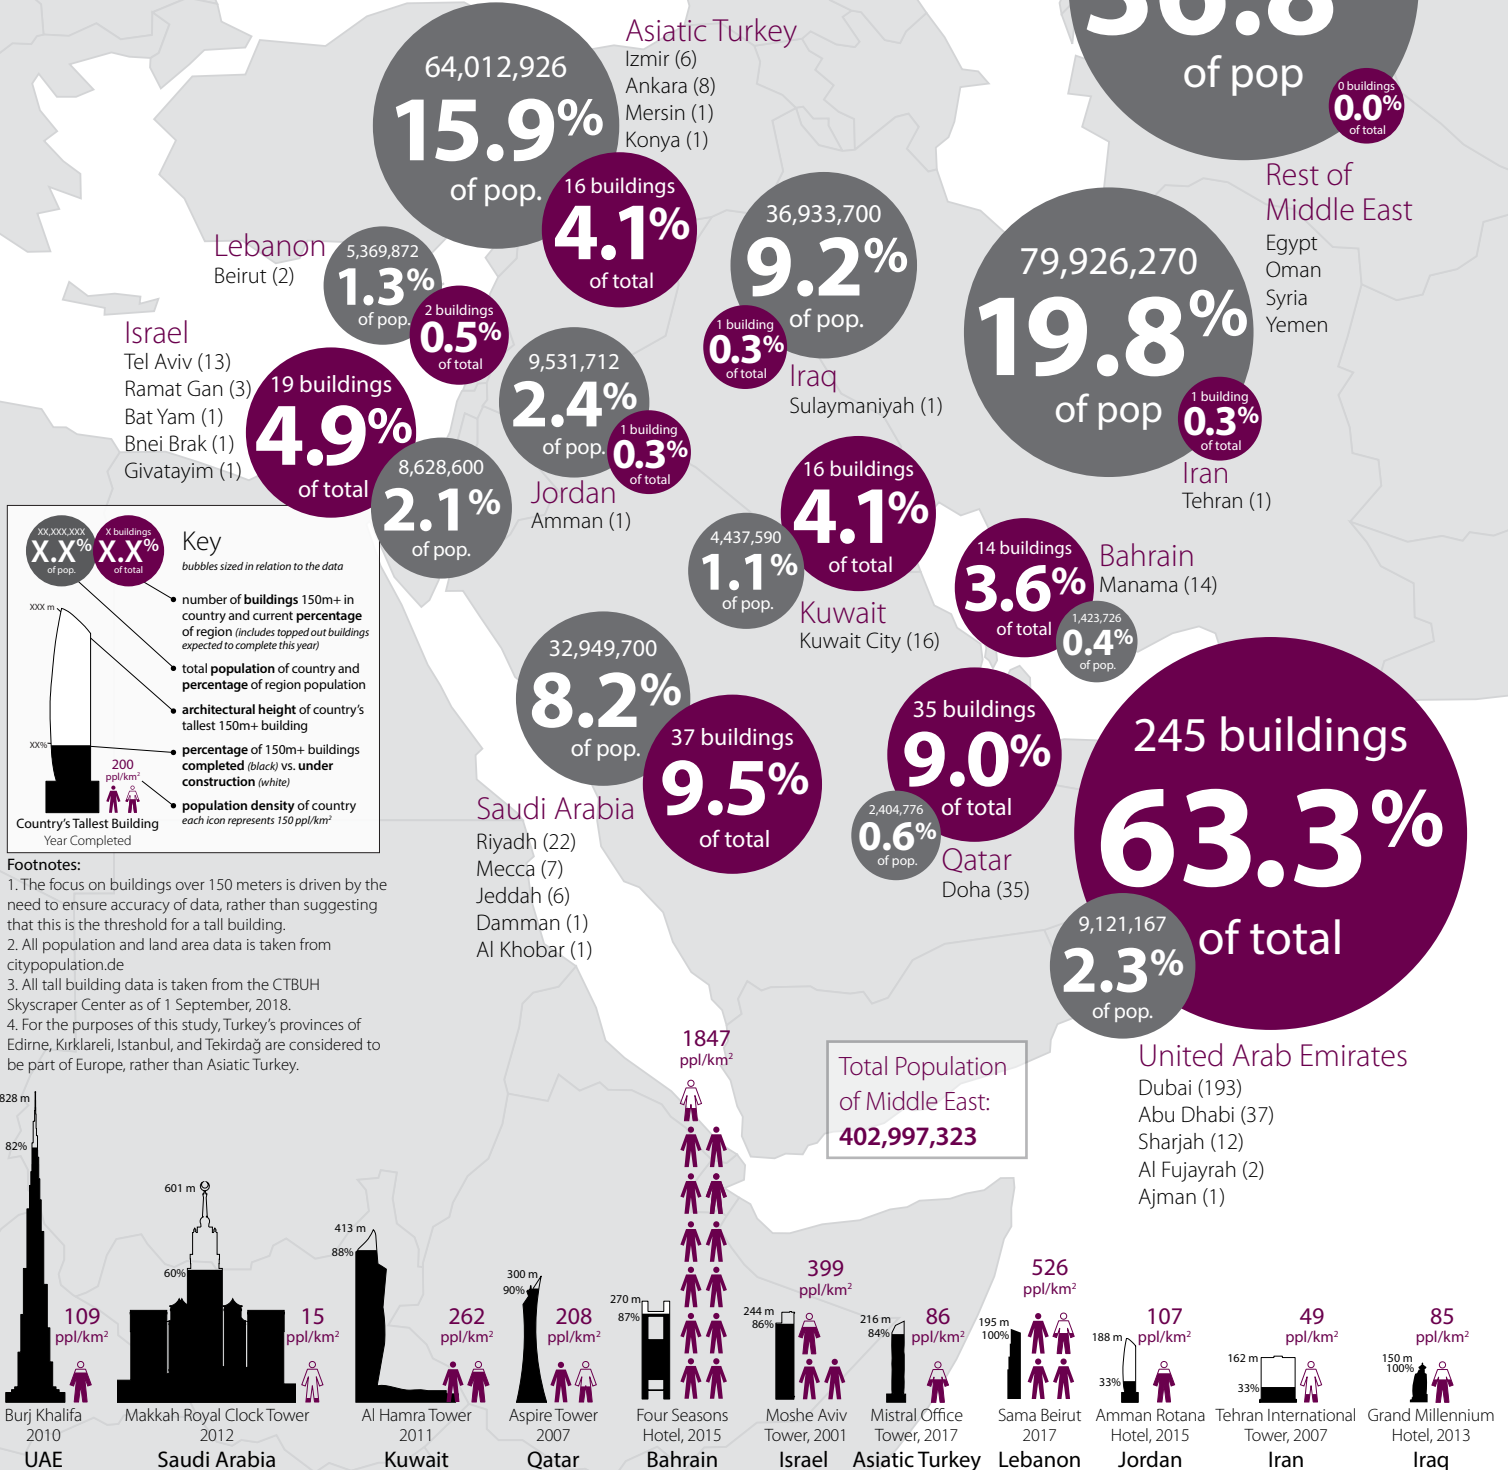 36.8
of pop
0 buildings
0.0%
of total
Rest of
Middle East
Egypt
Oman
Syria
Yemen
Asiatic Turkey
Izmir (6)
Ankara (8)
Mersin (1)
Konya (1)
64,012,926
15.9%
of pop.
16 buildings
4.1%
of total
Lebanon
Beirut (2)
5,369,872
1.3%
of pop.
2 buildings
0.5%
of total
36,933,700
9.2%
of pop.
1 building
0.3%
of total
Iraq
Sulaymaniyah (1)
79,926,270
19.8%
of pop
1 building
0.3%
of total
Iran
Tehran (1)
Israel
Tel Aviv (13)
Ramat Gan (3)
Bat Yam (1)
Bnei Brak (1)
Givatayim (1)
19 buildings
4.9%
of total
8,628,600
2.1%
of pop.
9,531,712
2.4%
of pop.
1 building
0.3%
of total
Jordan
Amman (1)
16 buildings
4.1%
of total
4,437,590
1.1%
of pop.
Kuwait
Kuwait City (16)
14 buildings
3.6%
of total
Bahrain
Manama (14)
1,423,726
0.4%
of pop.
32,949,700
8.2%
of pop.
37 buildings
9.5%
of total
Saudi Arabia
Riyadh (22)
Mecca (7)
Jeddah (6)
Damman (1)
Al Khobar (1)
35 buildings
9.0%
of total
2,404,776
0.6%
of pop.
Qatar
Doha (35)
245 buildings
63.3%
of total
9,121,167
2.3%
of pop.
United Arab Emirates
Dubai (193)
Abu Dhabi (37)
Sharjah (12)
Al Fujayrah (2)
Ajman (1)
XX,XXX,XXX
X.X%
of pop.
X buildings
X.X%
of total
Key
bubbles sized in relation to the data
number of buildings 150m+ in
country and current percentage
of region (includes topped out buildings
expected to complete this year)
total population of country and
percentage of region population
architectural height of country's
tallest 150m+ building
percentage of 150m+ buildings
completed (black) vs. under
construction (white)
population density of country
each icon represents 150 ppl/km²
XXX m
XX%
200
ppl/km²
Country's Tallest Building
Year Completed
Footnotes:
1. The focus on buildings over 150 meters is driven by the
need to ensure accuracy of data, rather than suggesting
that this is the threshold for a tall building.
2. All population and land area data is taken from
citypopulation.de
3. All tall building data is taken from the CTBUH
Skyscraper Center as of 1 September, 2018.
4. For the purposes of this study, Turkey's provinces of
Edirne, Kırklareli, Istanbul, and Tekirdağ are considered to
be part of Europe, rather than Asiatic Turkey.
Total Population
of Middle East:
402,997,323
828 m
82%
109
ppl/km²
Burj Khalifa
2010
UAE
601 m
60%
15
ppl/km²
Makkah Royal Clock Tower
2012
Saudi Arabia
413 m
88%
262
ppl/km²
Al Hamra Tower
2011
Kuwait
300 m
90%
208
ppl/km²
Aspire Tower
2007
Qatar
270 m
87%
1847
ppl/km²
Four Seasons
Hotel, 2015
Bahrain
244 m
86%
399
ppl/km²
Moshe Aviv
Tower, 2001
Israel
216 m
84%
86
ppl/km²
Mistral Office
Tower, 2017
Asiatic Turkey
195 m
100%
526
ppl/km²
Sama Beirut
2017
Lebanon
188 m
33%
107
ppl/km²
Amman Rotana
Hotel, 2015
Jordan
162 m
33%
49
ppl/km²
Tehran International
Tower, 2007
Iran
150 m
100%
85
ppl/km²
Grand Millennium
Hotel, 2013
Iraq